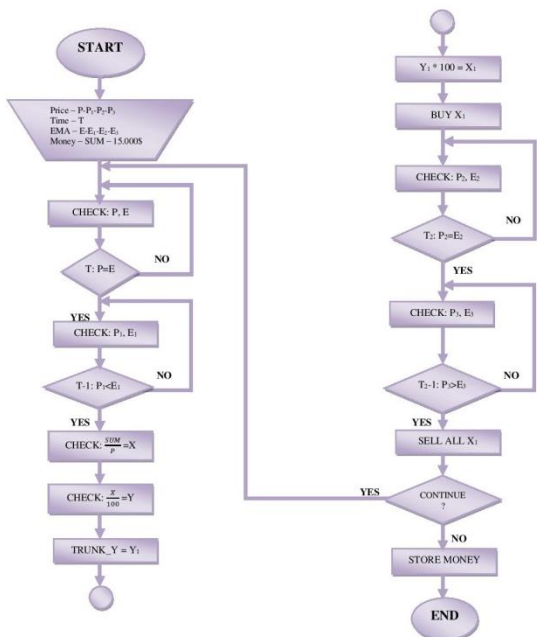 START
Price – P-P₁-P₂-P₃
Time – T
EMA – E-E₁-E₂-E₃
Money – SUM – 15.000$
CHECK: P, E
NO
T: P=E
YES
CHECK: P₁, E₁
NO
T-1: P₁<E₁
YES
CHECK: SUM/P =X
CHECK: X/100 =Y
TRUNK_Y = Y₁
Y₁ * 100 = X₁
BUY X₁
CHECK: P₂, E₂
NO
T₂: P₂=E₂
YES
CHECK: P₃, E₃
NO
T₂-1: P₃>E₃
YES
SELL ALL X₁
YES
CONTINUE
?
NO
STORE MONEY
END